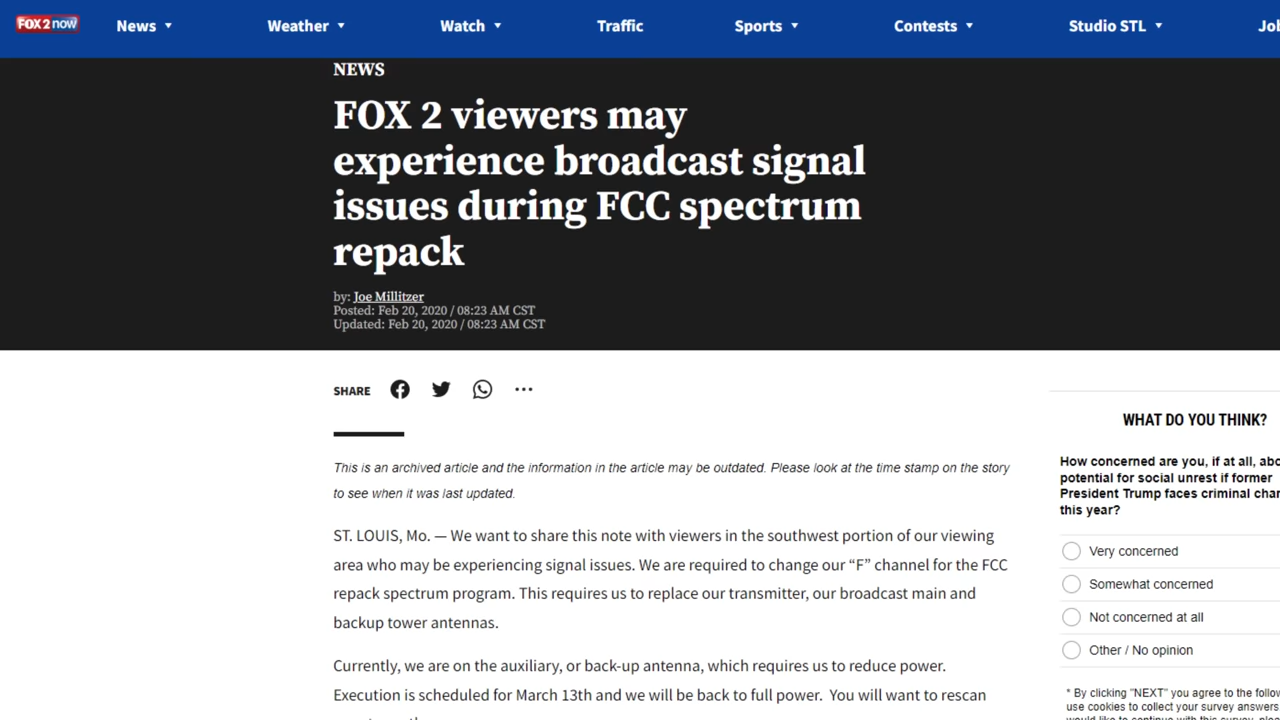 FOX 2 now
News
Weather
Watch
Traffic
Sports
Contests
Studio STL
NEWS
FOX 2 viewers may
experience broadcast signal
issues during FCC spectrum
repack
by: Joe Millitzer
Posted: Feb 20, 2020 / 08:23 AM CST
Updated: Feb 20, 2020 / 08:23 AM CST
SHARE
This is an archived article and the information in the article may be outdated. Please look at the time stamp on the story
to see when it was last updated.
ST. LOUIS, Mo. — We want to share this note with viewers in the southwest portion of our viewing
area who may be experiencing signal issues. We are required to change our “F” channel for the FCC
repack spectrum program. This requires us to replace our transmitter, our broadcast main and
backup tower antennas.
Currently, we are on the auxiliary, or back-up antenna, which requires us to reduce power.
Execution is scheduled for March 13th and we will be back to full power. You will want to rescan
WHAT DO YOU THINK?
How concerned are you, if at all,
potential for social unrest if former
President Trump faces criminal
this year?
Very concerned
Somewhat concerned
Not concerned at all
Other / No opinion
* By clicking "NEXT" you agree to the
use cookies to collect your survey answers.